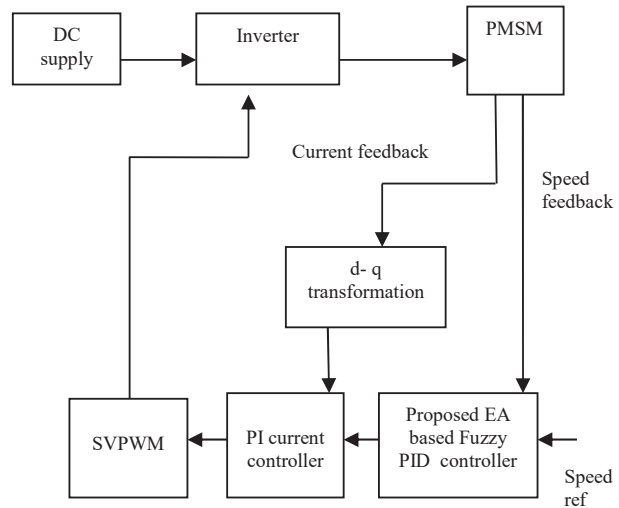 DC
supply
Inverter
PMSM
Current feedback
Speed
feedback
d- q
transformation
SVPWM
PI current
controller
Proposed EA
based Fuzzy
PID controller
Speed
ref